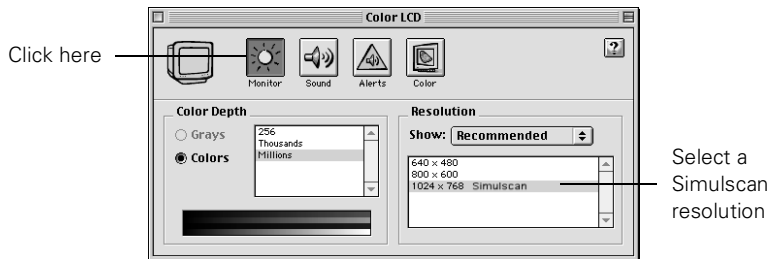 Color LCD
Click here
?
Monitor
Sound
Alerts
Color
Color Depth
Grays
Colors
256
Thousands
Millions
Resolution
Show: Recommended
640 × 480
800 × 600
1024 × 768 Simulscan
Select a
Simulscan
resolution